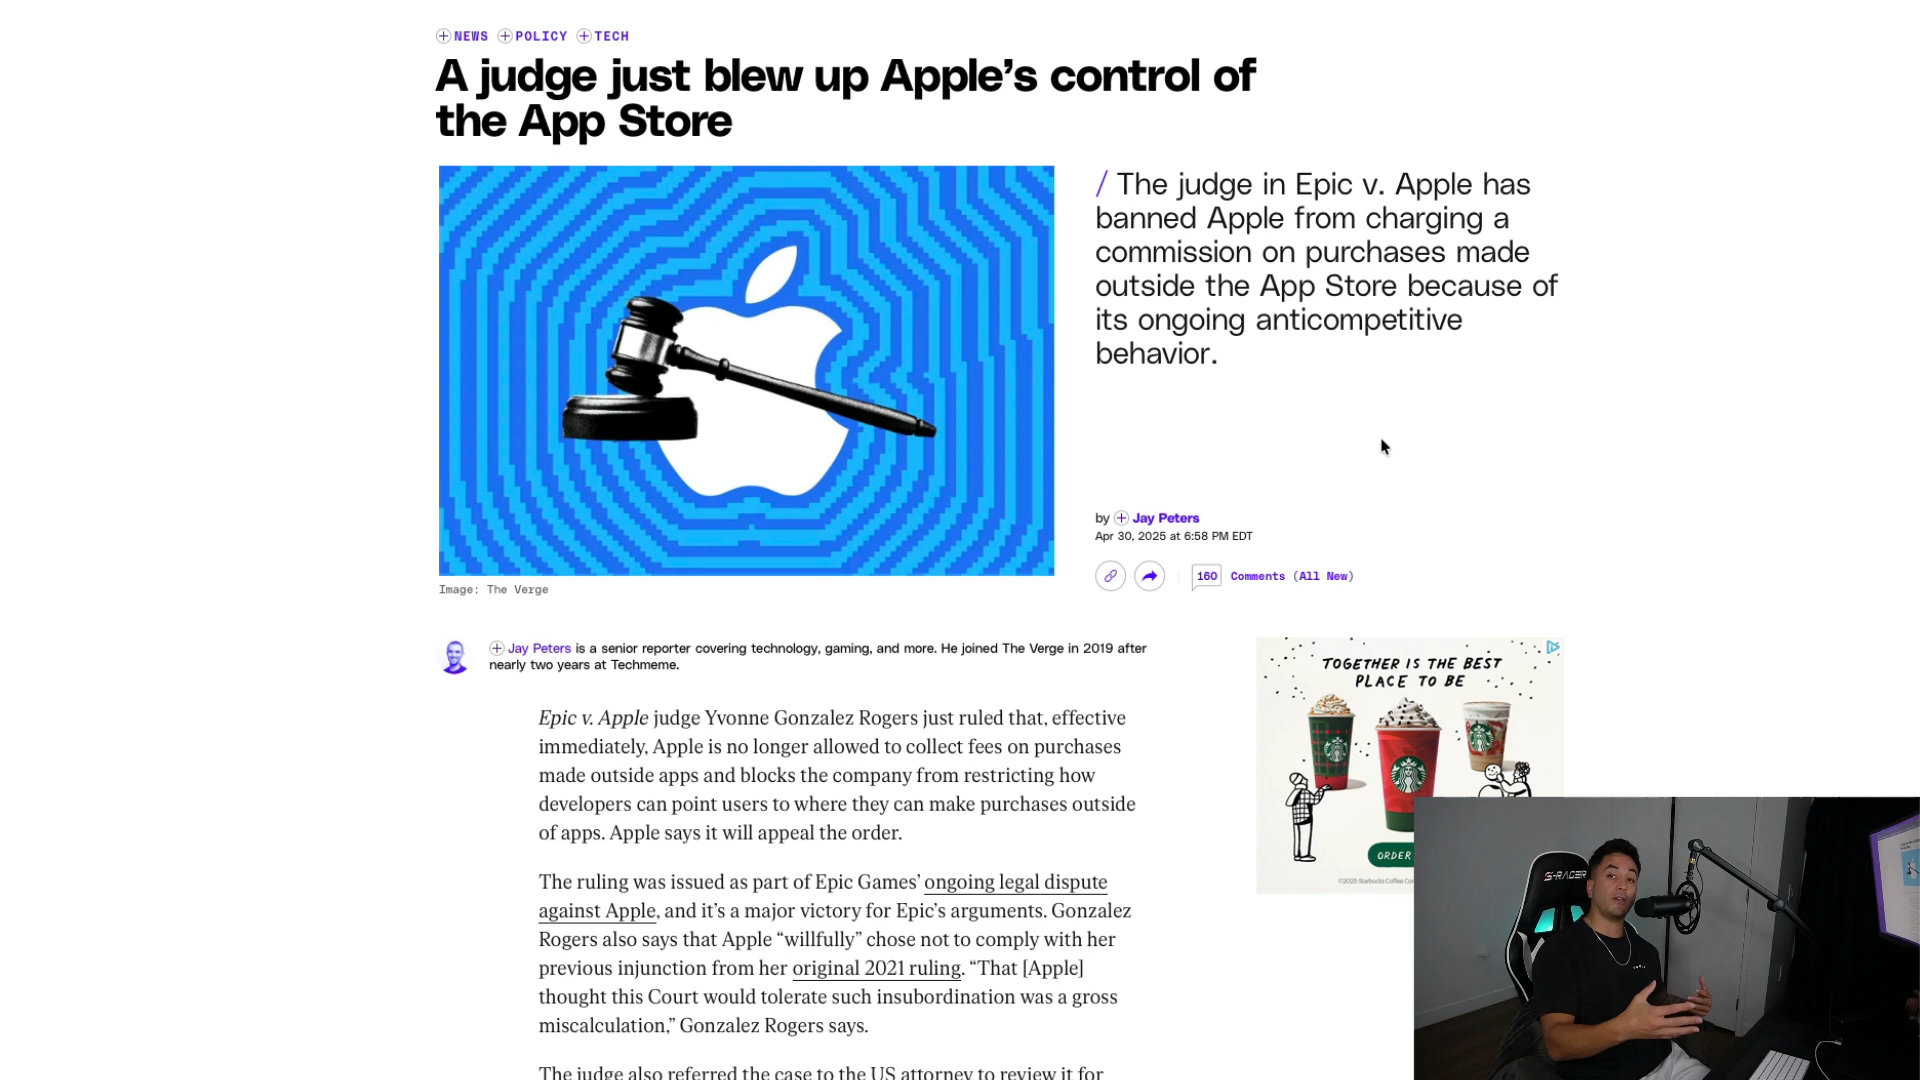 NEWS POLICY TECH
A judge just blew up Apple’s control of
the App Store
/ The judge in Epic v. Apple has
banned Apple from charging a
commission on purchases made
outside the App Store because of
its ongoing anticompetitive
behavior.
by Jay Peters
Apr 30, 2025 at 6:58 PM EDT
160 Comments (All New)
Image: The Verge
Jay Peters is a senior reporter covering technology, gaming, and more. He joined The Verge in 2019 after
nearly two years at Techmeme.
Epic v. Apple judge Yvonne Gonzalez Rogers just ruled that, effective
immediately, Apple is no longer allowed to collect fees on purchases
made outside apps and blocks the company from restricting how
developers can point users to where they can make purchases outside
of apps. Apple says it will appeal the order.
The ruling was issued as part of Epic Games’ ongoing legal dispute
against Apple, and it’s a major victory for Epic’s arguments. Gonzalez
Rogers also says that Apple “willfully” chose not to comply with her
previous injunction from her original 2021 ruling. “That [Apple]
thought this Court would tolerate such insubordination was a gross
miscalculation,” Gonzalez Rogers says.
The judge also referred the case to the US attorney to review it for
TOGETHER IS THE BEST
PLACE TO BE
ORDER
©2025 Starbucks Coffee
S-RACER